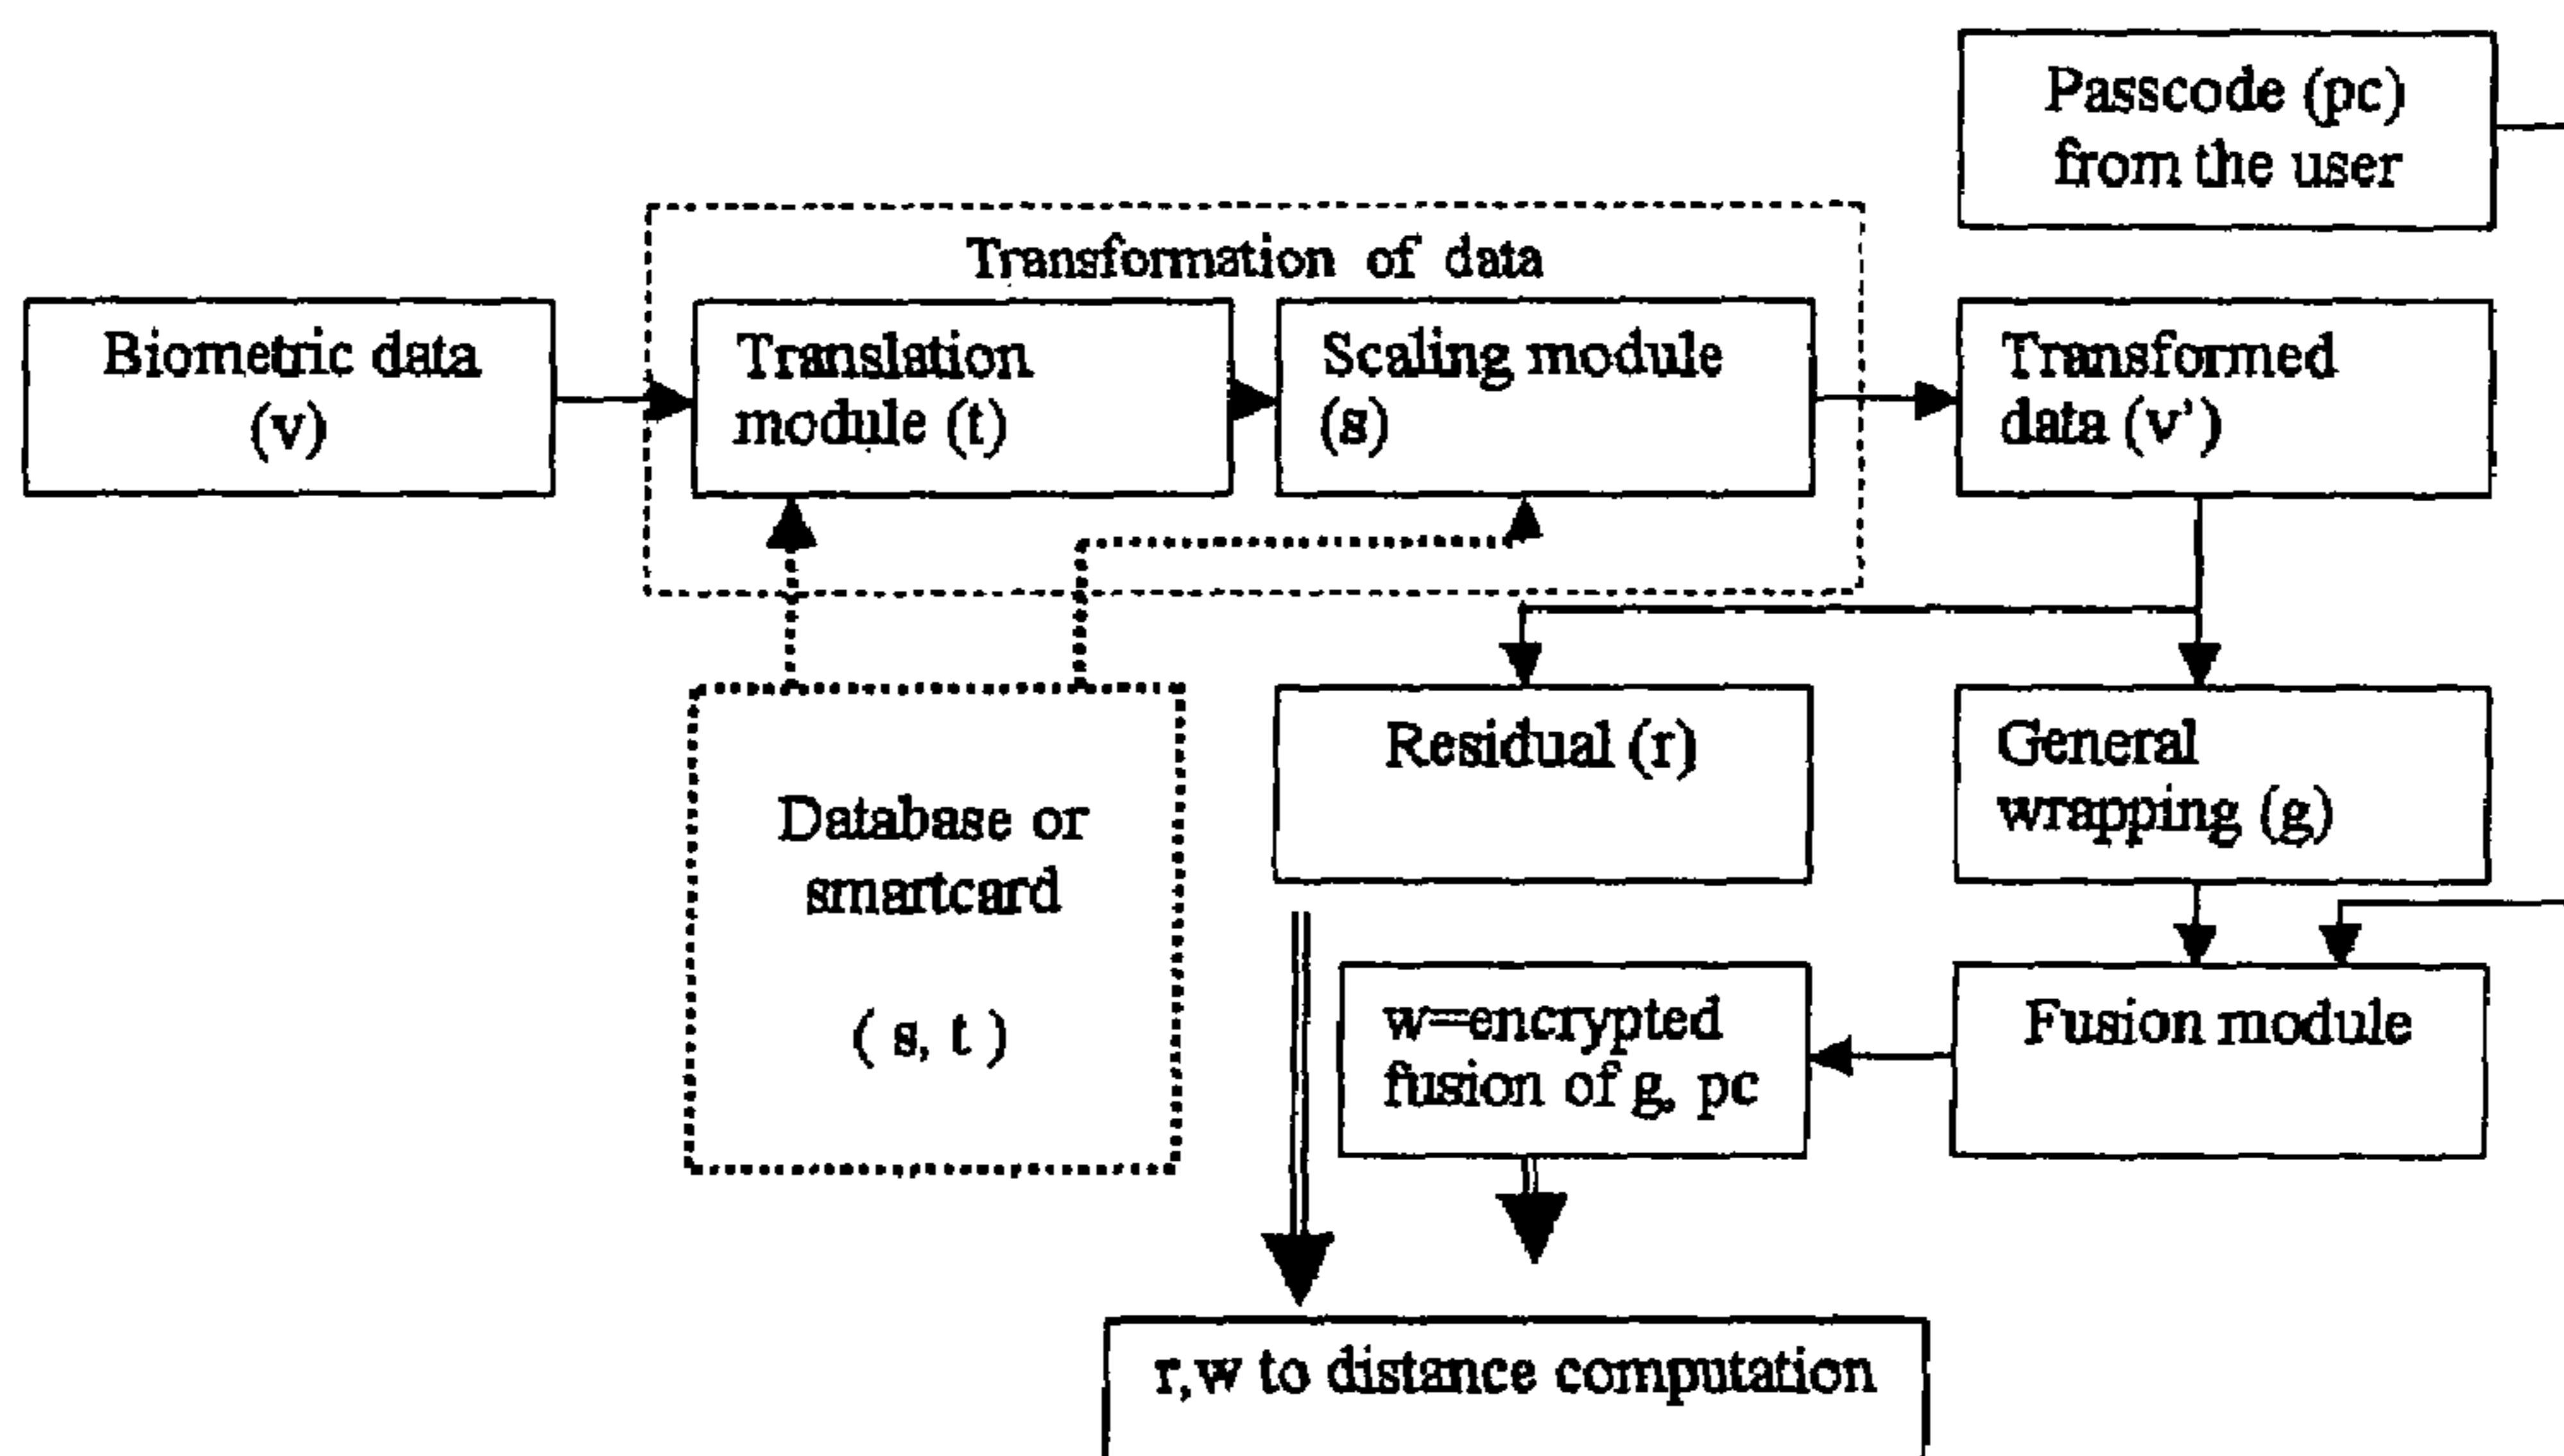 Passcode (pc)
from the user
Transformation of data
Biometric data
(v)
Translation
module (t)
Scaling module
(s)
Transformed
data (v')
Residual (r)
General
wrapping (g)
Database or
smartcard
( s, t )
w=encrypted
fusion of g, pc
Fusion module
r,w to distance computation